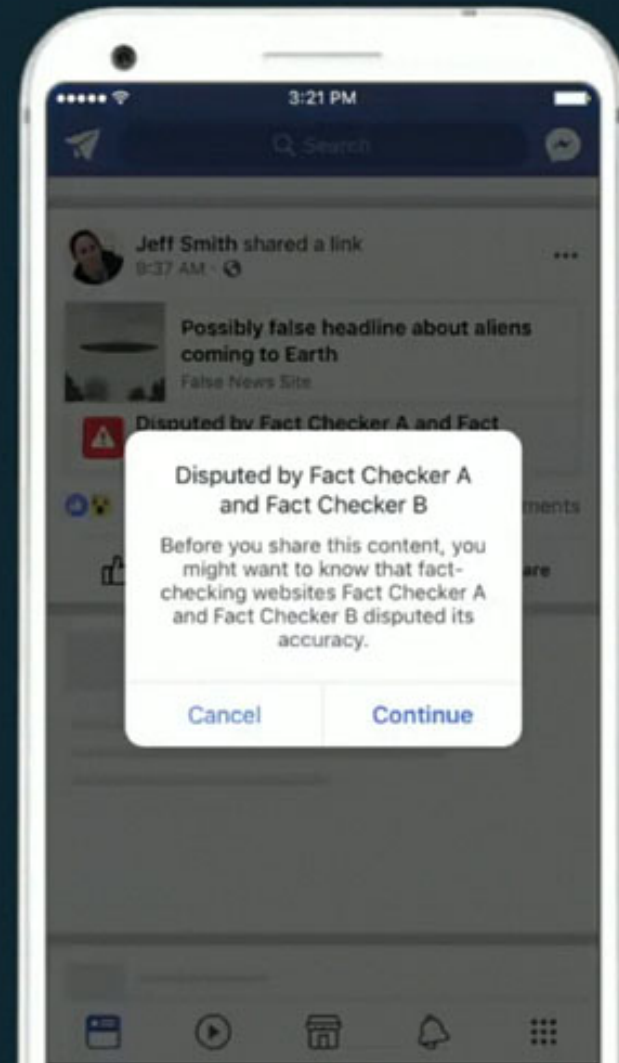 3:21 PM
Search
Jeff Smith shared a link
9:37 AM
Possibly false headline about aliens
coming to Earth
False News Site
Disputed by Fact Checker A and Fact
ments
are
Disputed by Fact Checker A
and Fact Checker B
Before you share this content, you
might want to know that fact-
checking websites Fact Checker A
and Fact Checker B disputed its
accuracy.
Cancel
Continue